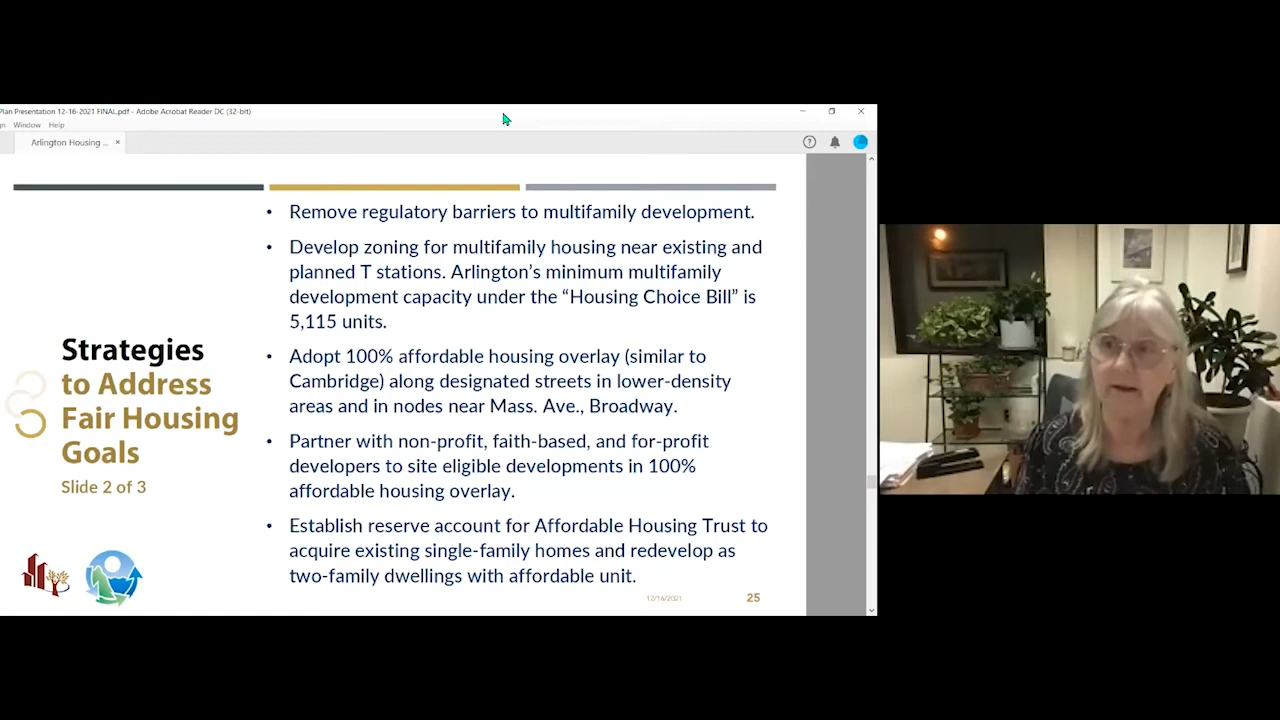 Plan Presentation 12-16-2021 FINAL.pdf - Adobe Acrobat Reader DC (32-bit)
gn Window Help
Arlington Housing ... ×
• Remove regulatory barriers to multifamily development.
• Develop zoning for multifamily housing near existing and
planned T stations. Arlington’s minimum multifamily
development capacity under the “Housing Choice Bill” is
5,115 units.
• Adopt 100% affordable housing overlay (similar to
Cambridge) along designated streets in lower-density
areas and in nodes near Mass. Ave., Broadway.
• Partner with non-profit, faith-based, and for-profit
developers to site eligible developments in 100%
affordable housing overlay.
• Establish reserve account for Affordable Housing Trust to
acquire existing single-family homes and redevelop as
two-family dwellings with affordable unit.
Strategies
to Address
Fair Housing
Goals
Slide 2 of 3
12/16/2021
25